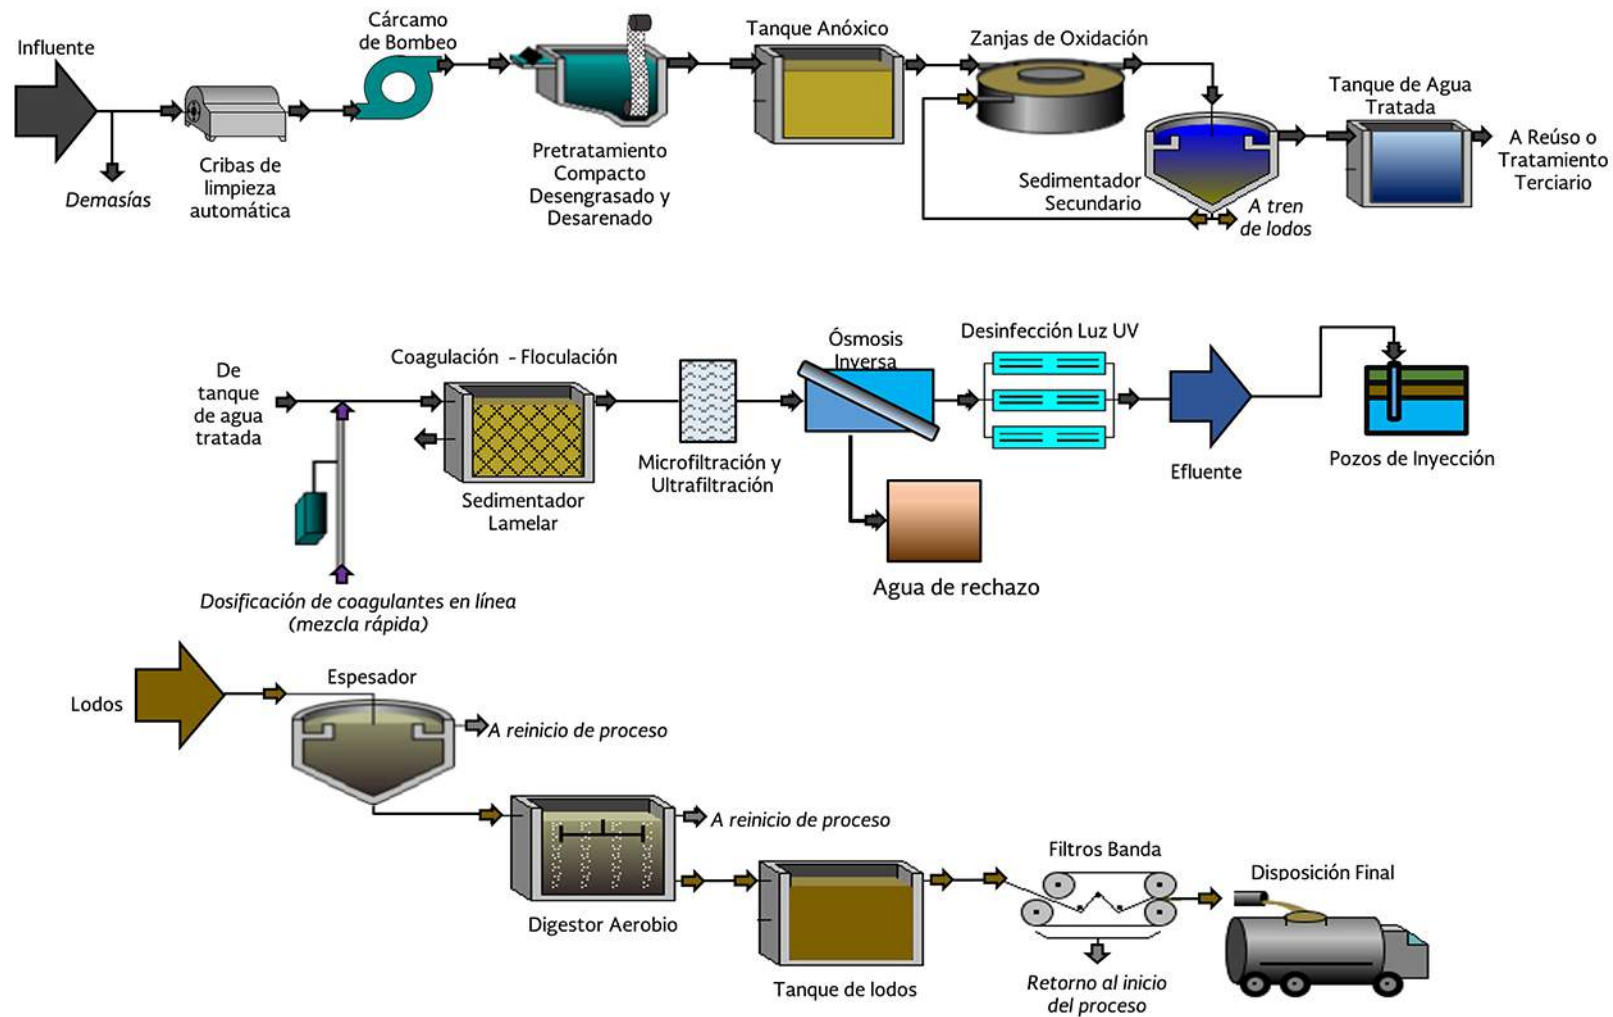 Influente
Demasías
Cribas de
limpieza
automática
Cárcamo
de Bombeo
Pretratamiento
Compacto
Desengrasado y
Desarenado
Tanque Anóxico
Zanjas de Oxidación
Sedimentador
Secundario
A tren
de lodos
Tanque de Agua
Tratada
A Reúso o
Tratamiento
Terciario
De
tanque
de agua
tratada
Dosificación de coagulantes en línea
(mezcla rápida)
Coagulación - Floculación
Sedimentador
Lamelar
Microfiltración y
Ultrafiltración
Ósmosis
Inversa
Agua de rechazo
Desinfección Luz UV
Efluente
Pozos de Inyección
Lodos
Espesador
A reinicio de proceso
Digestor Aerobio
A reinicio de proceso
Tanque de lodos
Filtros Banda
Retorno al inicio
del proceso
Disposición Final